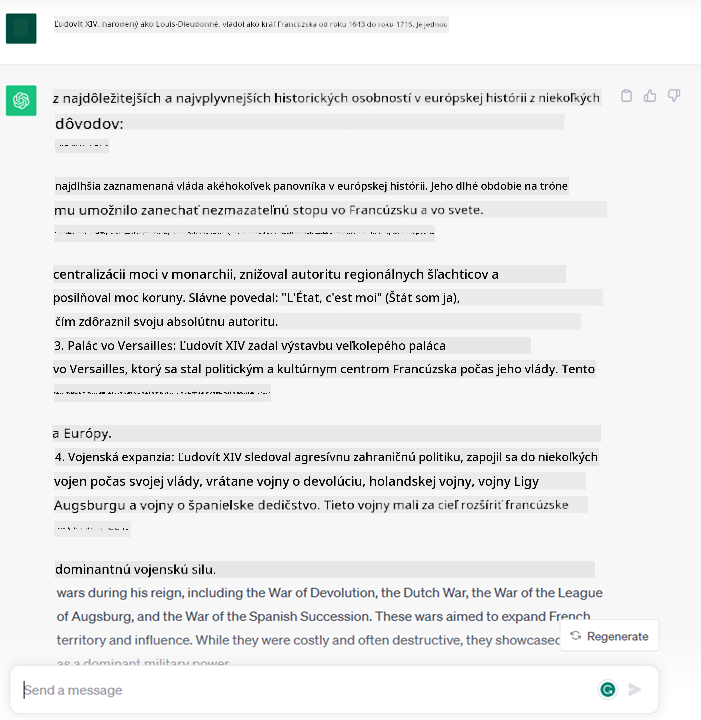 Ľudovít XIV, narodený ako Louis-Dieudonné, vládol ako kráľ Francúzska od roku 1643 do roku 1715. Je jednou
z najdôležitejších a najvplyvnejších historických osobností v európskej histórii z niekoľkých
dôvodov:
najdlhšia zaznamenaná vláda akéhokoľvek panovníka v európskej histórii. Jeho dlhé obdobie na tróne
mu umožnilo zanechať nezmazateľnú stopu vo Francúzsku a vo svete.
centralizácii moci v monarchii, znižoval autoritu regionálnych šľachticov a
posilňoval moc koruny. Slávne povedal: "L'État, c'est moi" (Štát som ja),
čím zdôraznil svoju absolútnu autoritu.
3. Palác vo Versailles: Ľudovít XIV zadal výstavbu veľkolepého paláca
vo Versailles, ktorý sa stal politickým a kultúrnym centrom Francúzska počas jeho vlády. Tento
a Európy.
4. Vojenská expanzia: Ľudovít XIV sledoval agresívnu zahraničnú politiku, zapojil sa do niekoľkých
vojen počas svojej vlády, vrátane vojny o devolúciu, holandskej vojny, vojny Ligy
Augsburgu a vojny o španielske dedičstvo. Tieto vojny mali za cieľ rozšíriť francúzske
dominantnú vojenskú silu.
wars during his reign, including the War of Devolution, the Dutch War, the War of the League
of Augsburg, and the War of the Spanish Succession. These wars aimed to expand French
territory and influence. While they were costly and often destructive, they showcased
as a dominant military power.
Regenerate
Send a message